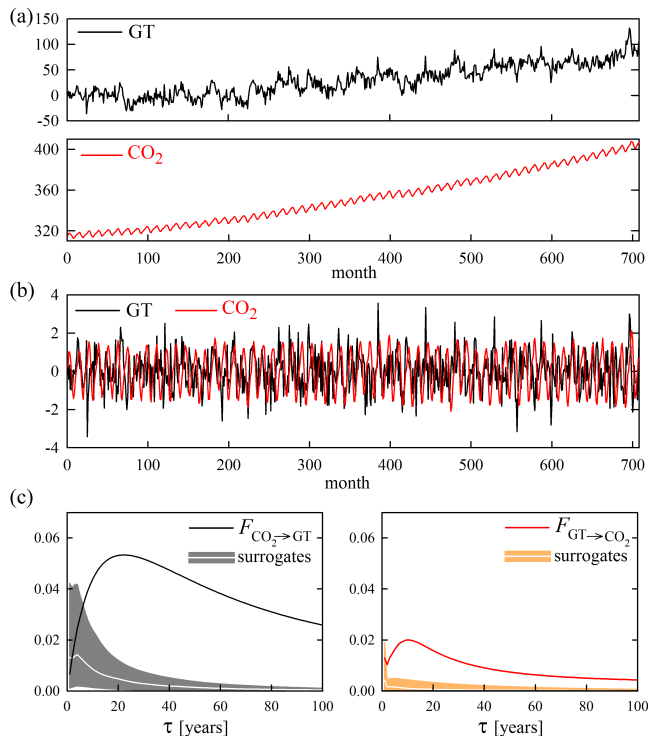 (a)
150
GT
100
50
0
-50
400
CO2
360
320
0 100 200 300 400 500 600 700
month
(b)
4
GT CO2
2
0
-2
-4
0 100 200 300 400 500 600 700
month
(c)
0.06
F CO2→GT
surrogates
0.04
0.02
0.00
0 20 40 60 80 100
τ [years]
0.06
F GT→CO2
surrogates
0.04
0.02
0.00
0 20 40 60 80 100
τ [years]